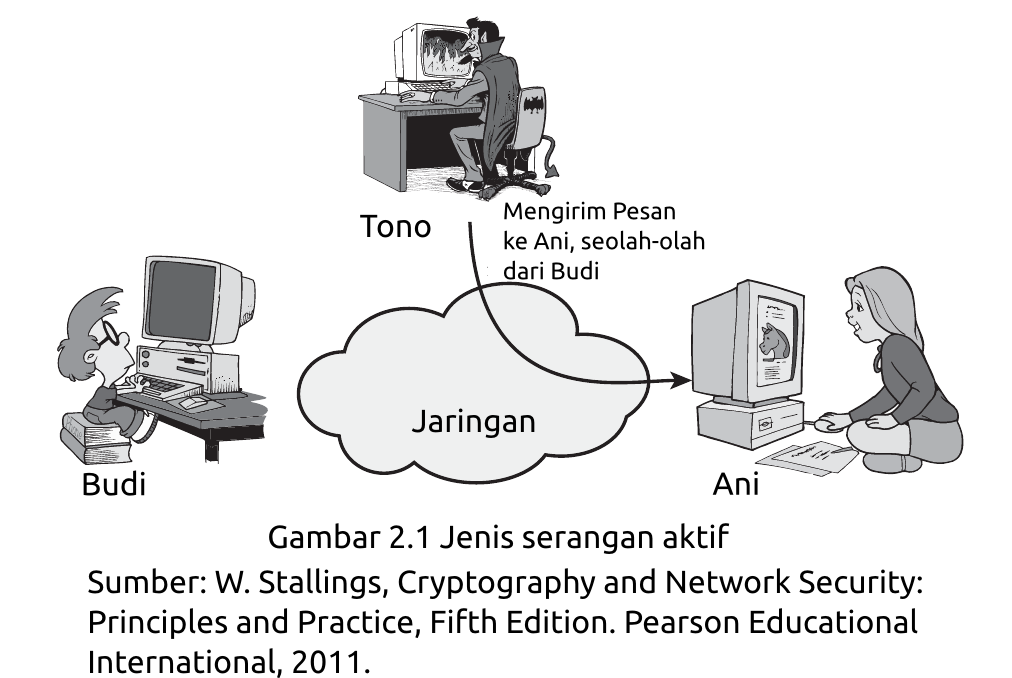 Tono
Mengirim Pesan
ke Ani, seolah-olah
dari Budi
Jaringan
Budi
Ani
Gambar 2.1 Jenis serangan aktif
Sumber: W. Stallings, Cryptography and Network Security:
Principles and Practice, Fifth Edition. Pearson Educational
International, 2011.